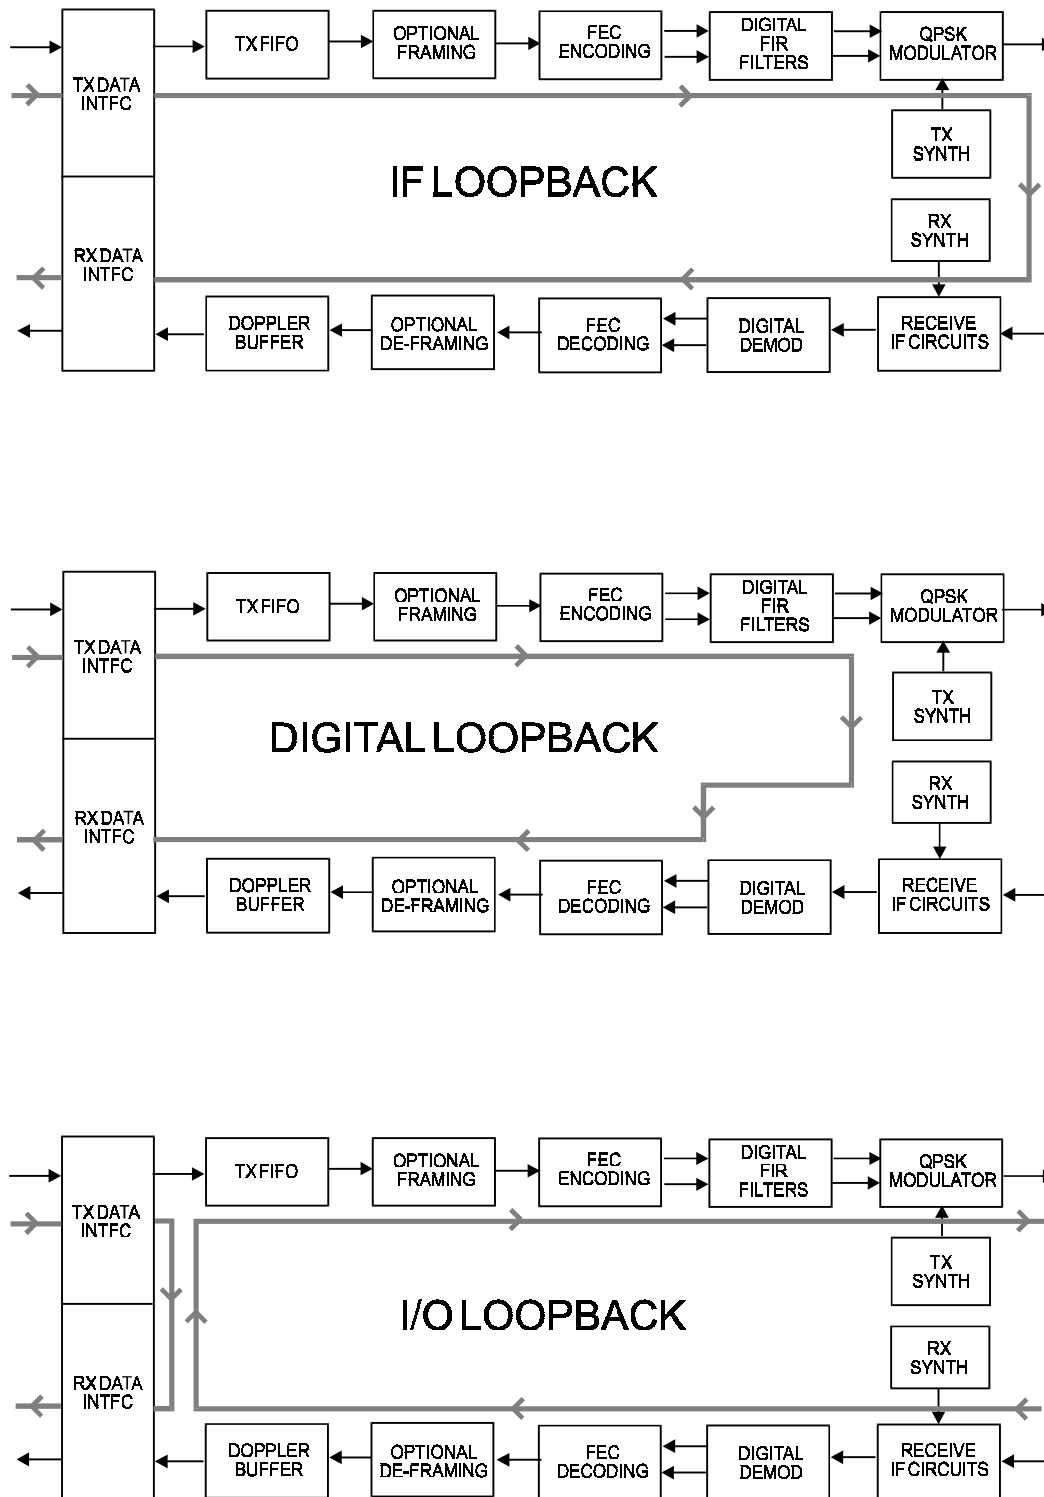 TX FIFO
OPTIONAL
FRAMING
FEC
ENCODING
DIGITAL
FIR
FILTERS
QPSK
MODULATOR
TX DATA
INTFC
TX
SYNTH
IF LOOPBACK
RX
SYNTH
RX DATA
INTFC
DOPPLER
BUFFER
OPTIONAL
DE-FRAMING
FEC
DECODING
DIGITAL
DEMOD
RECEIVE
IF CIRCUITS
TX FIFO
OPTIONAL
FRAMING
FEC
ENCODING
DIGITAL
FIR
FILTERS
QPSK
MODULATOR
TX DATA
INTFC
TX
SYNTH
DIGITAL LOOPBACK
RX
SYNTH
RX DATA
INTFC
DOPPLER
BUFFER
OPTIONAL
DE-FRAMING
FEC
DECODING
DIGITAL
DEMOD
RECEIVE
IF CIRCUITS
TX FIFO
OPTIONAL
FRAMING
FEC
ENCODING
DIGITAL
FIR
FILTERS
QPSK
MODULATOR
TX DATA
INTFC
TX
SYNTH
I/O LOOPBACK
RX
SYNTH
RX DATA
INTFC
DOPPLER
BUFFER
OPTIONAL
DE-FRAMING
FEC
DECODING
DIGITAL
DEMOD
RECEIVE
IF CIRCUITS